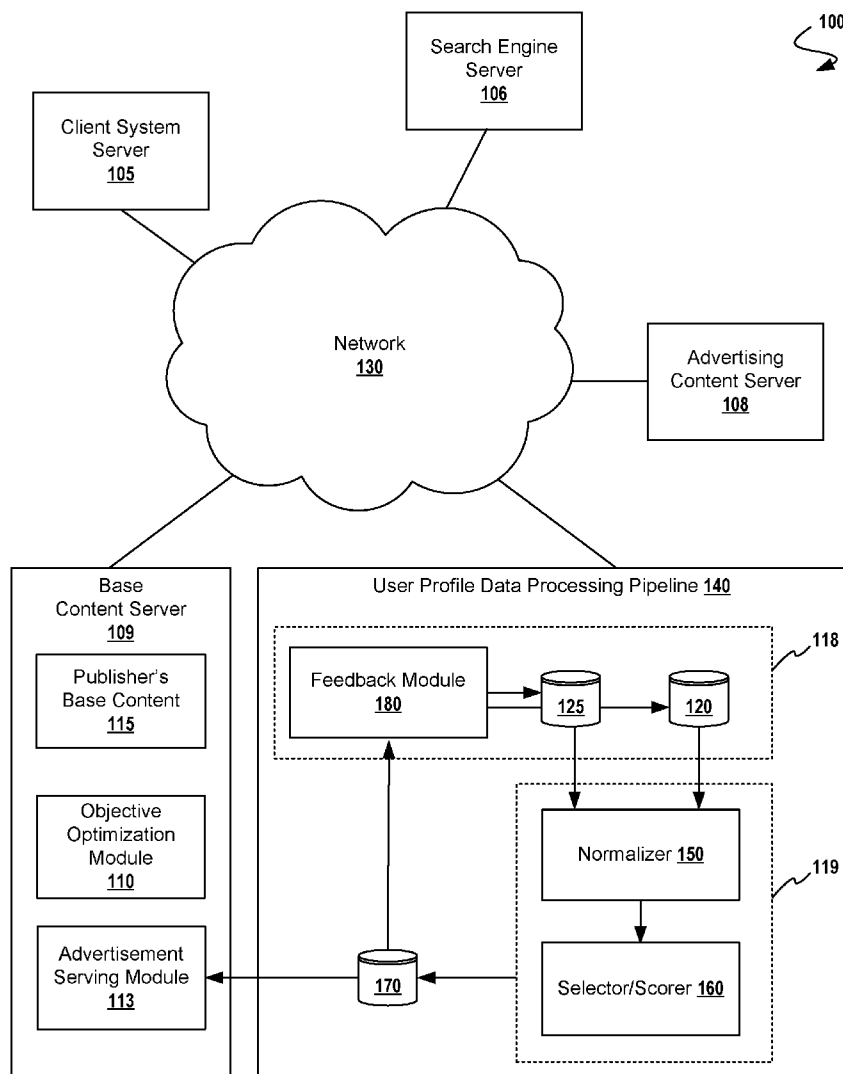 100
Search Engine
Server
106
Client System
Server
105
Network
130
Advertising
Content Server
108
Base
Content Server
109
Publisher's
Base Content
115
Objective
Optimization
Module
110
Advertisement
Serving Module
113
User Profile Data Processing Pipeline 140
118
Feedback Module
180
125
120
Normalizer 150
119
Selector/Scorer 160
170